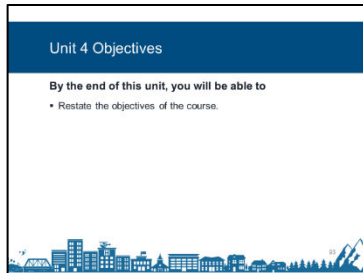 Unit 4 Objectives
By the end of this unit, you will be able to
▪ Restate the objectives of the course.